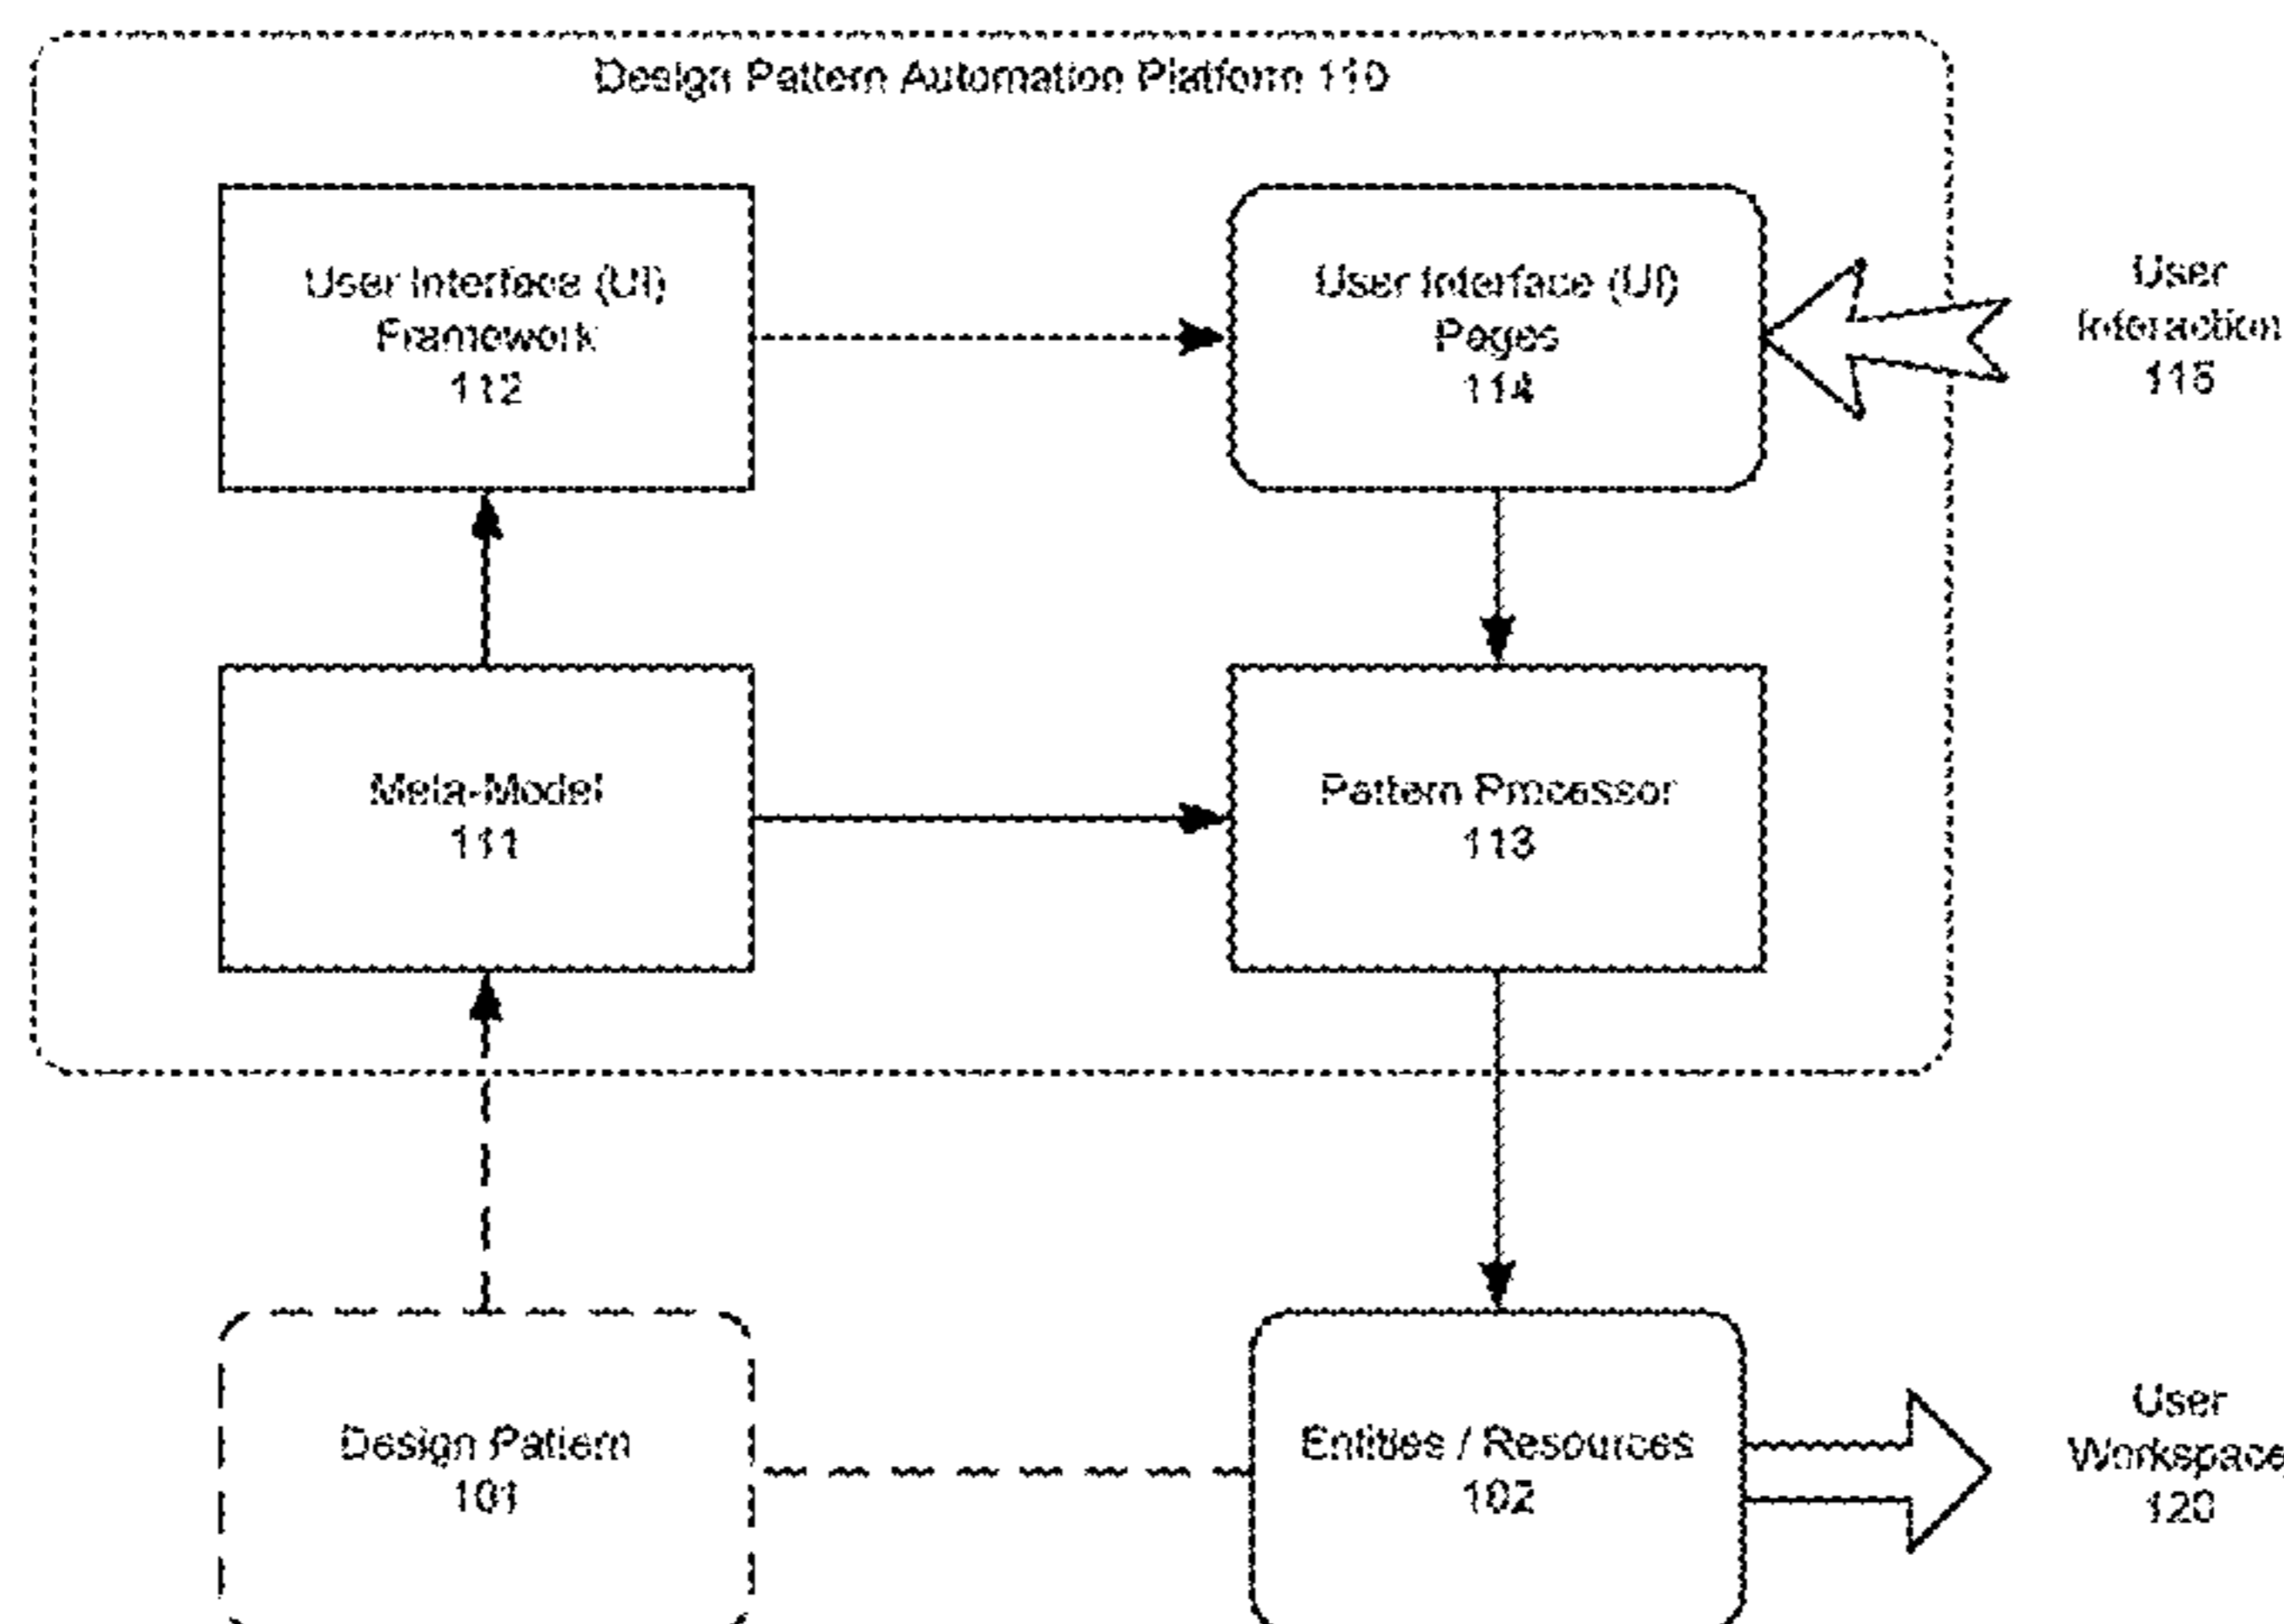 Design Pattern Automation Platform 110
User Interface (UI)
Framework
112
User Interface (UI)
Pages
114
User
Interaction
115
Meta-Model
111
Pattern Processor
113
Design Pattern
101
Entities / Resources
102
User
Workspace
120